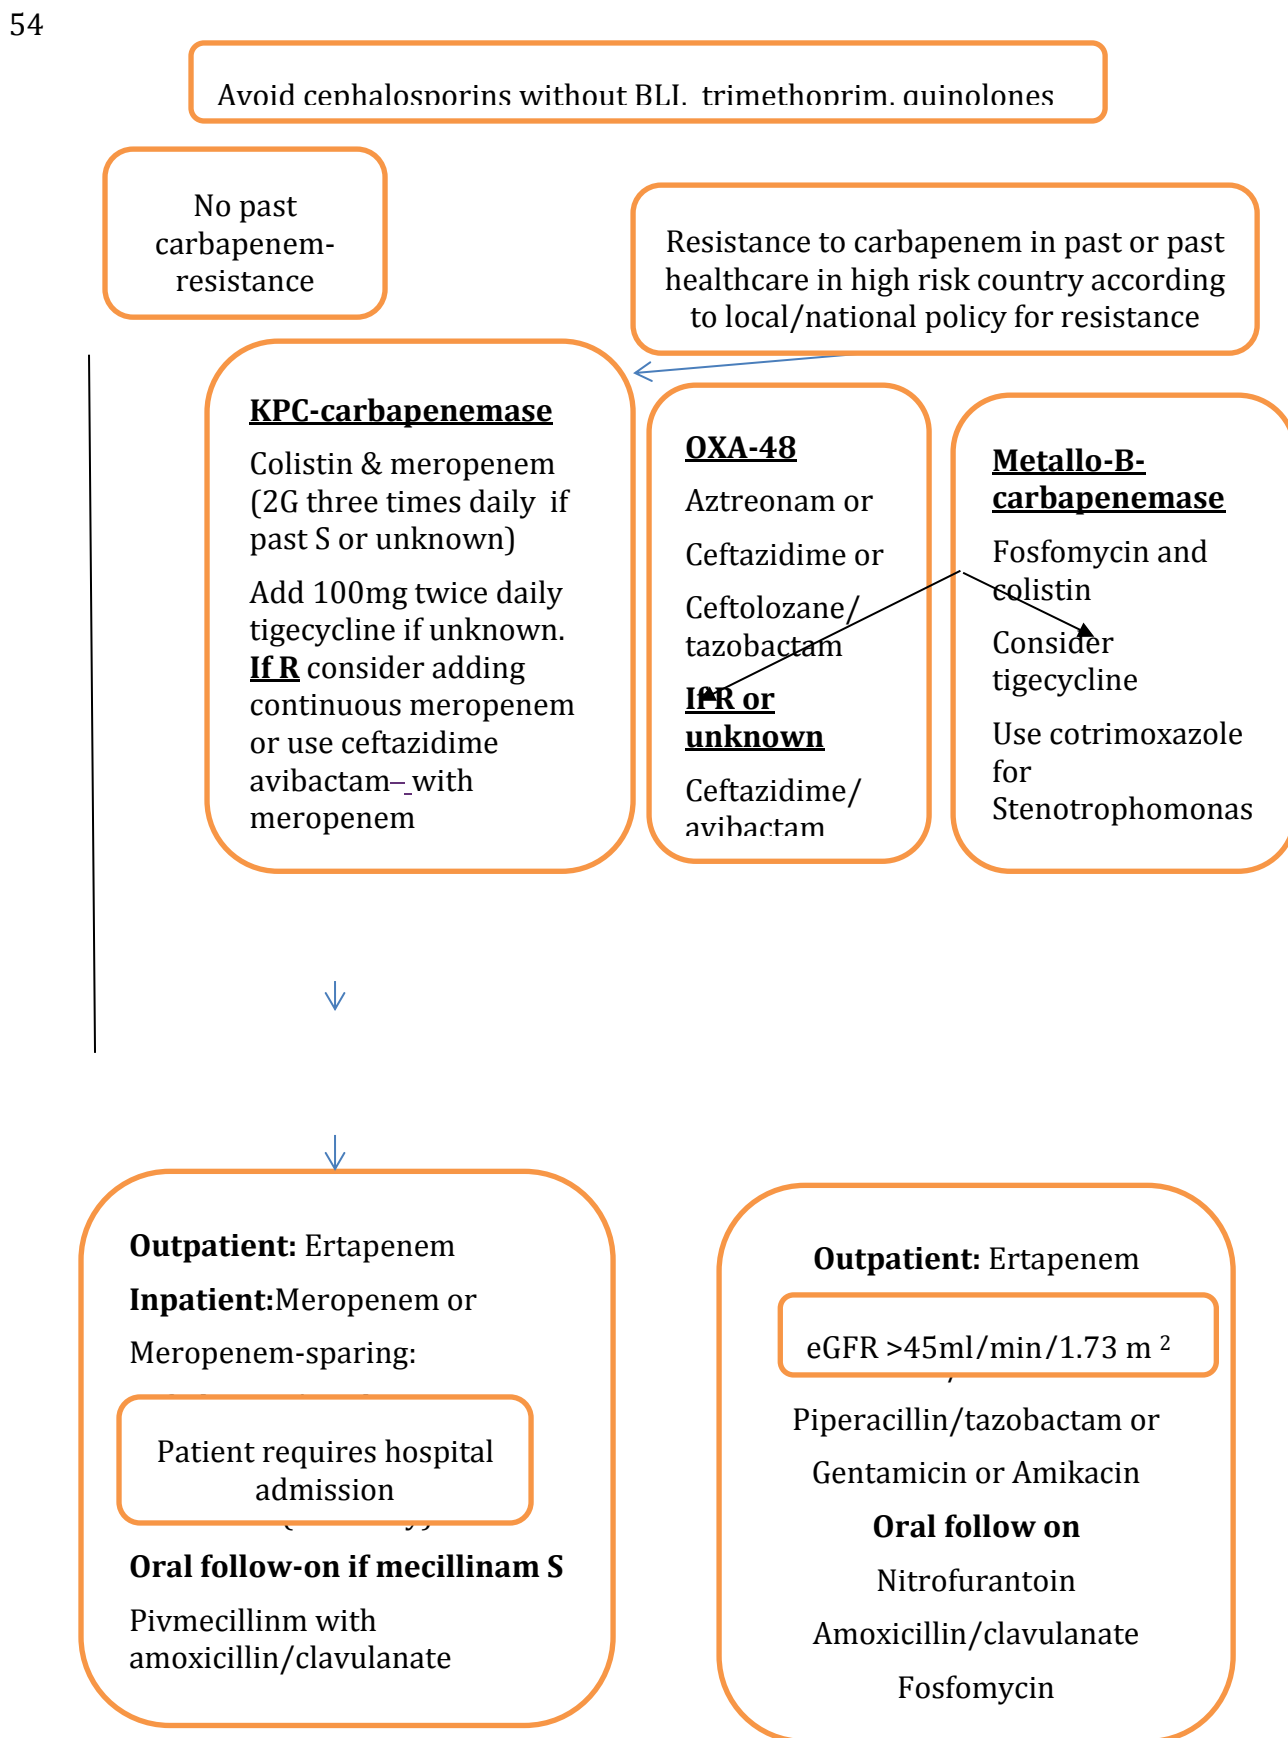 54
Avoid cephalosporins without BLI, trimethoprim, quinolones
No past
carbapenem-
resistance
Resistance to carbapenem in past or past
healthcare in high risk country according
to local/national policy for resistance
KPC-carbapenemase
Colistin & meropenem
(2G three times daily if
past S or unknown)
Add 100mg twice daily
tigecycline if unknown.
If R consider adding
continuous meropenem
or use ceftazidime
avibactam– with
meropenem
OXA-48
Aztreonam or
Ceftazidime or
Ceftolozane/
tazobactam
If R or
unknown
Ceftazidime/
avibactam
Metallo-B-
carbapenemase
Fosfomycin and
colistin
Consider
tigecycline
Use cotrimoxazole
for
Stenotrophomonas
Outpatient: Ertapenem
Inpatient:Meropenem or
Meropenem-sparing:
Patient requires hospital
admission
Oral follow-on if mecillinam S
Pivmecillinm with
amoxicillin/clavulanate
Outpatient: Ertapenem
eGFR >45ml/min/1.73 m ²
Piperacillin/tazobactam or
Gentamicin or Amikacin
Oral follow on
Nitrofurantoin
Amoxicillin/clavulanate
Fosfomycin